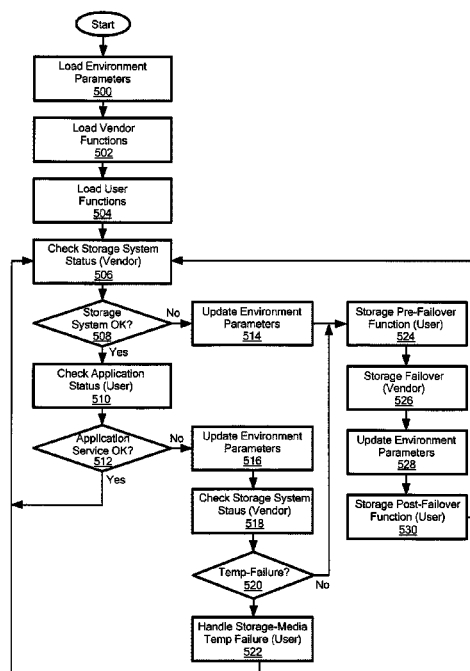 Start
Load Environment
Parameters
500
Load Vendor
Functions
502
Load User
Functions
504
Check Storage System
Status (Vendor)
506
Storage
System OK?
508
No
Yes
Update Environment
Parameters
514
Storage Pre-Failover
Function (User)
524
Check Application
Status (User)
510
Storage Failover
(Vendor)
526
Application
Service OK?
512
No
Yes
Update Environment
Parameters
516
Update Environment
Parameters
528
Check Storage System
Staus (Vendor)
518
Storage Post-Failover
Function (User)
530
Temp-Failure?
520
No
Handle Storage-Media
Temp Failure (User)
522